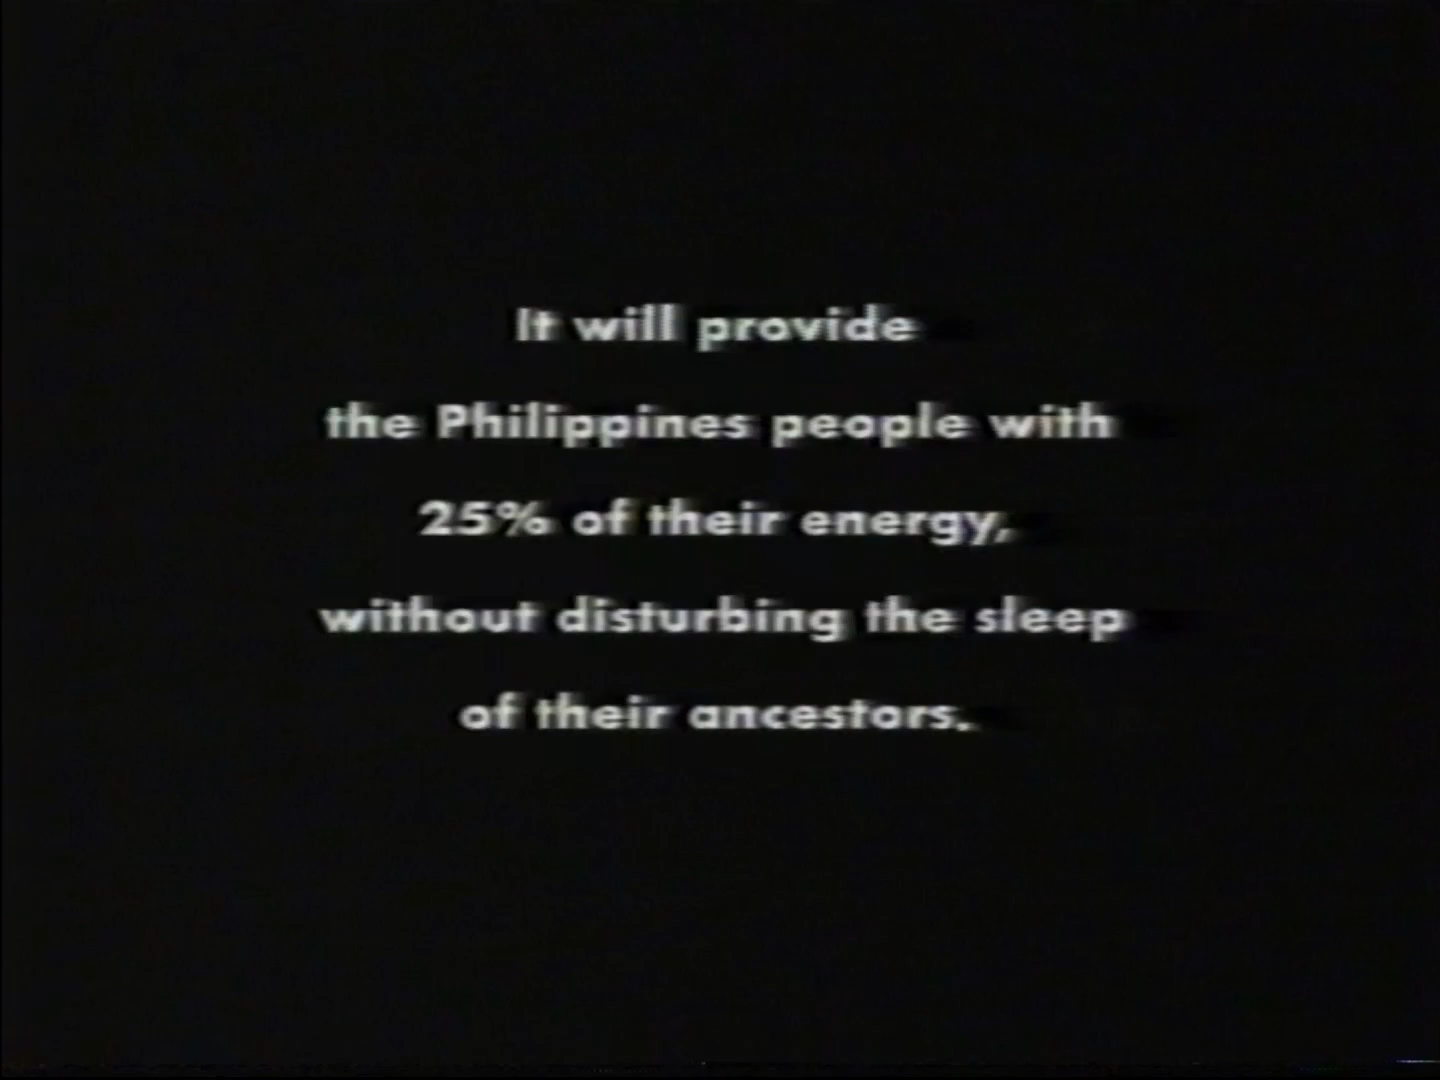 It will provide
the Philippines people with
25% of their energy,
without disturbing the sleep
of their ancestors.